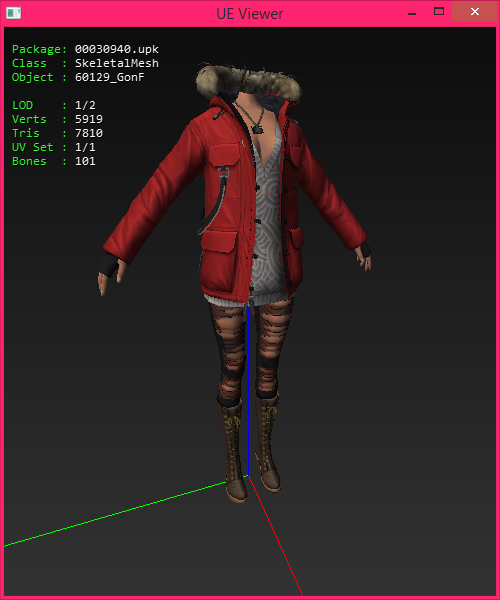 UE Viewer
Package: 00030940.upk
Class : SkeletalMesh
Object : 60129_GonF
LOD : 1/2
Verts : 5919
Tris : 7810
UV Set : 1/1
Bones : 101